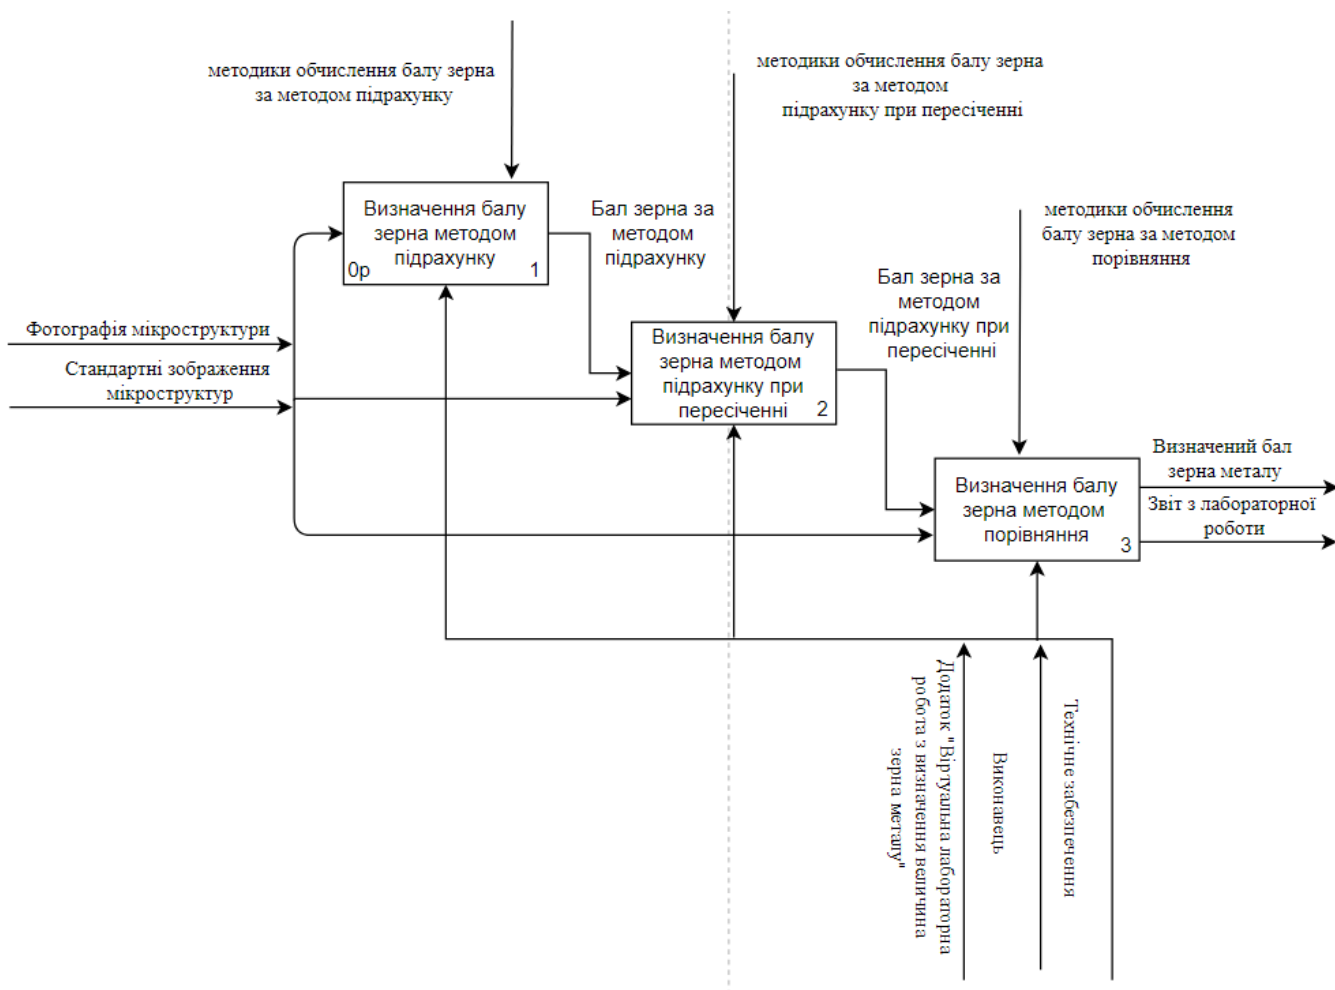 методики обчислення балу зерна
за методом підрахунку
методики обчислення балу зерна
за методом
підрахунку при пересіченні
Визначення балу
зерна методом
підрахунку
0р
1
Бал зерна за
методом
підрахунку
методики обчислення
балу зерна за методом
порівняння
Бал зерна за
методом
підрахунку при
пересіченні
Фотографія мікроструктури
Стандартні зображення
мікроструктур
Визначення балу
зерна методом
підрахунку при
пересіченні
2
Визначення балу
зерна методом
порівняння
3
Визначений бал
зерна металу
Звіт з лабораторної
роботи
Додаток "Віртуальна лабораторна
робота з визначення величина
зерна металу"
Виконавець
Технічне забезпечення